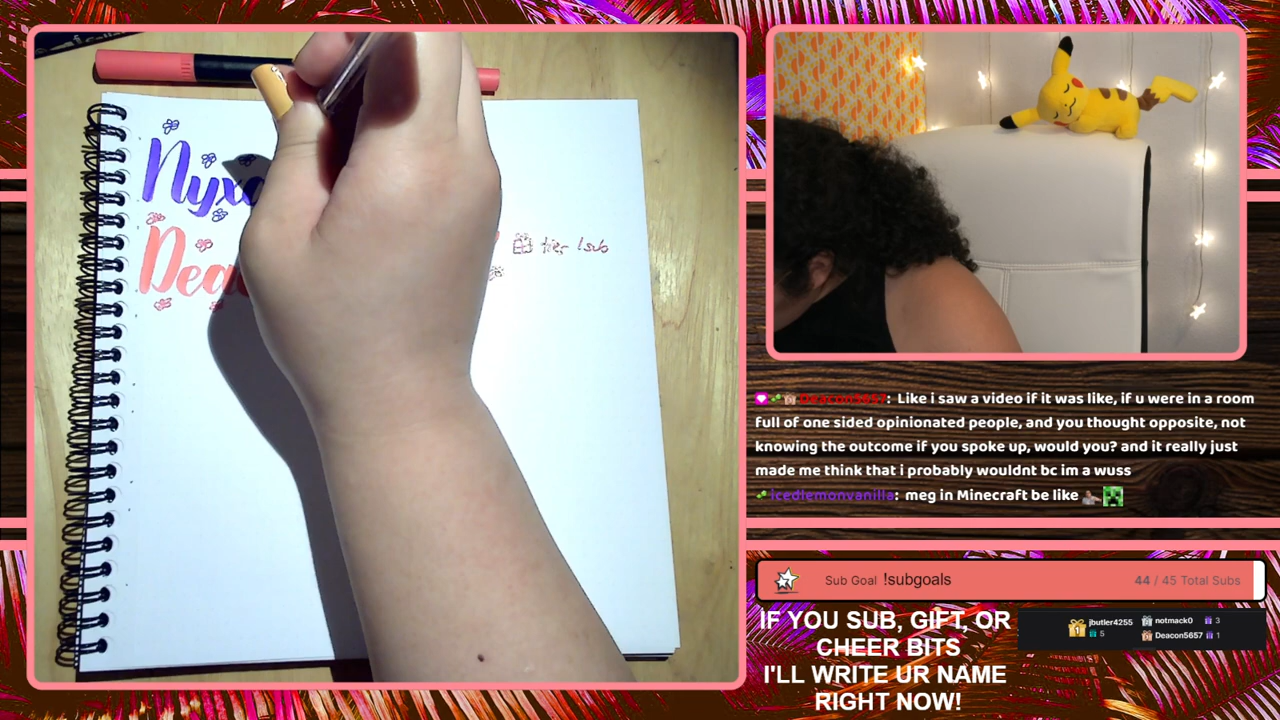 Nyx
Dea
tier 1 sub
Deacon5657: Like i saw a video if it was like, if u were in a room
full of one sided opinionated people, and you thought opposite, not
knowing the outcome if you spoke up, would you? and it really just
made me think that i probably wouldnt bc im a wuss
icedlemonvanilla: meg in Minecraft be like
Sub Goal !subgoals 44 / 45 Total Subs
IF YOU SUB, GIFT, OR
CHEER BITS
I'LL WRITE UR NAME
RIGHT NOW!
1 jbutler4255 5
notmack0 3
Deacon5657 1